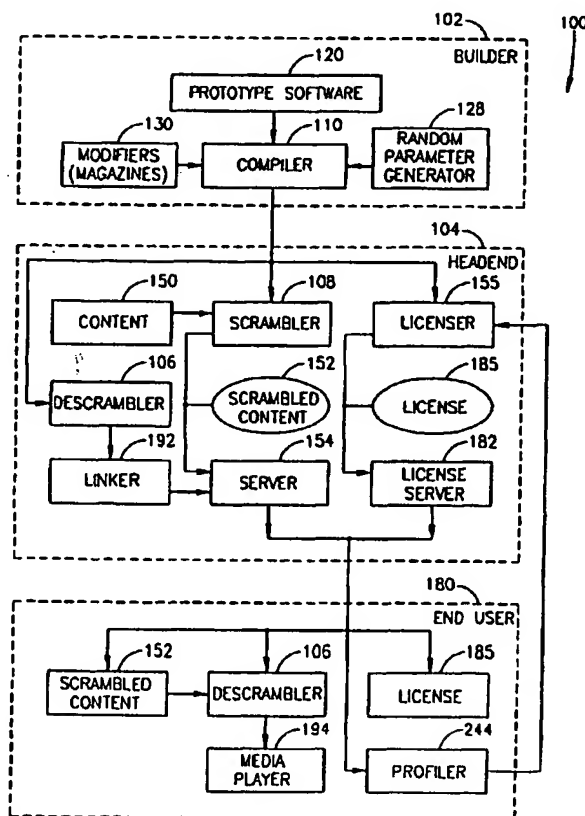 102
100
BUILDER
120
PROTOTYPE SOFTWARE
130
110
128
MODIFIERS
(MAGAZINES)
COMPILER
RANDOM
PARAMETER
GENERATOR
104
HEADEND
150
108
155
CONTENT
SCRAMBLER
LICENSER
106
152
185
DESCRAMBLER
SCRAMBLED
CONTENT
LICENSE
192
154
182
LINKER
SERVER
LICENSE
SERVER
180
END USER
152
106
185
SCRAMBLED
CONTENT
DESCRAMBLER
LICENSE
194
244
MEDIA
PLAYER
PROFILER